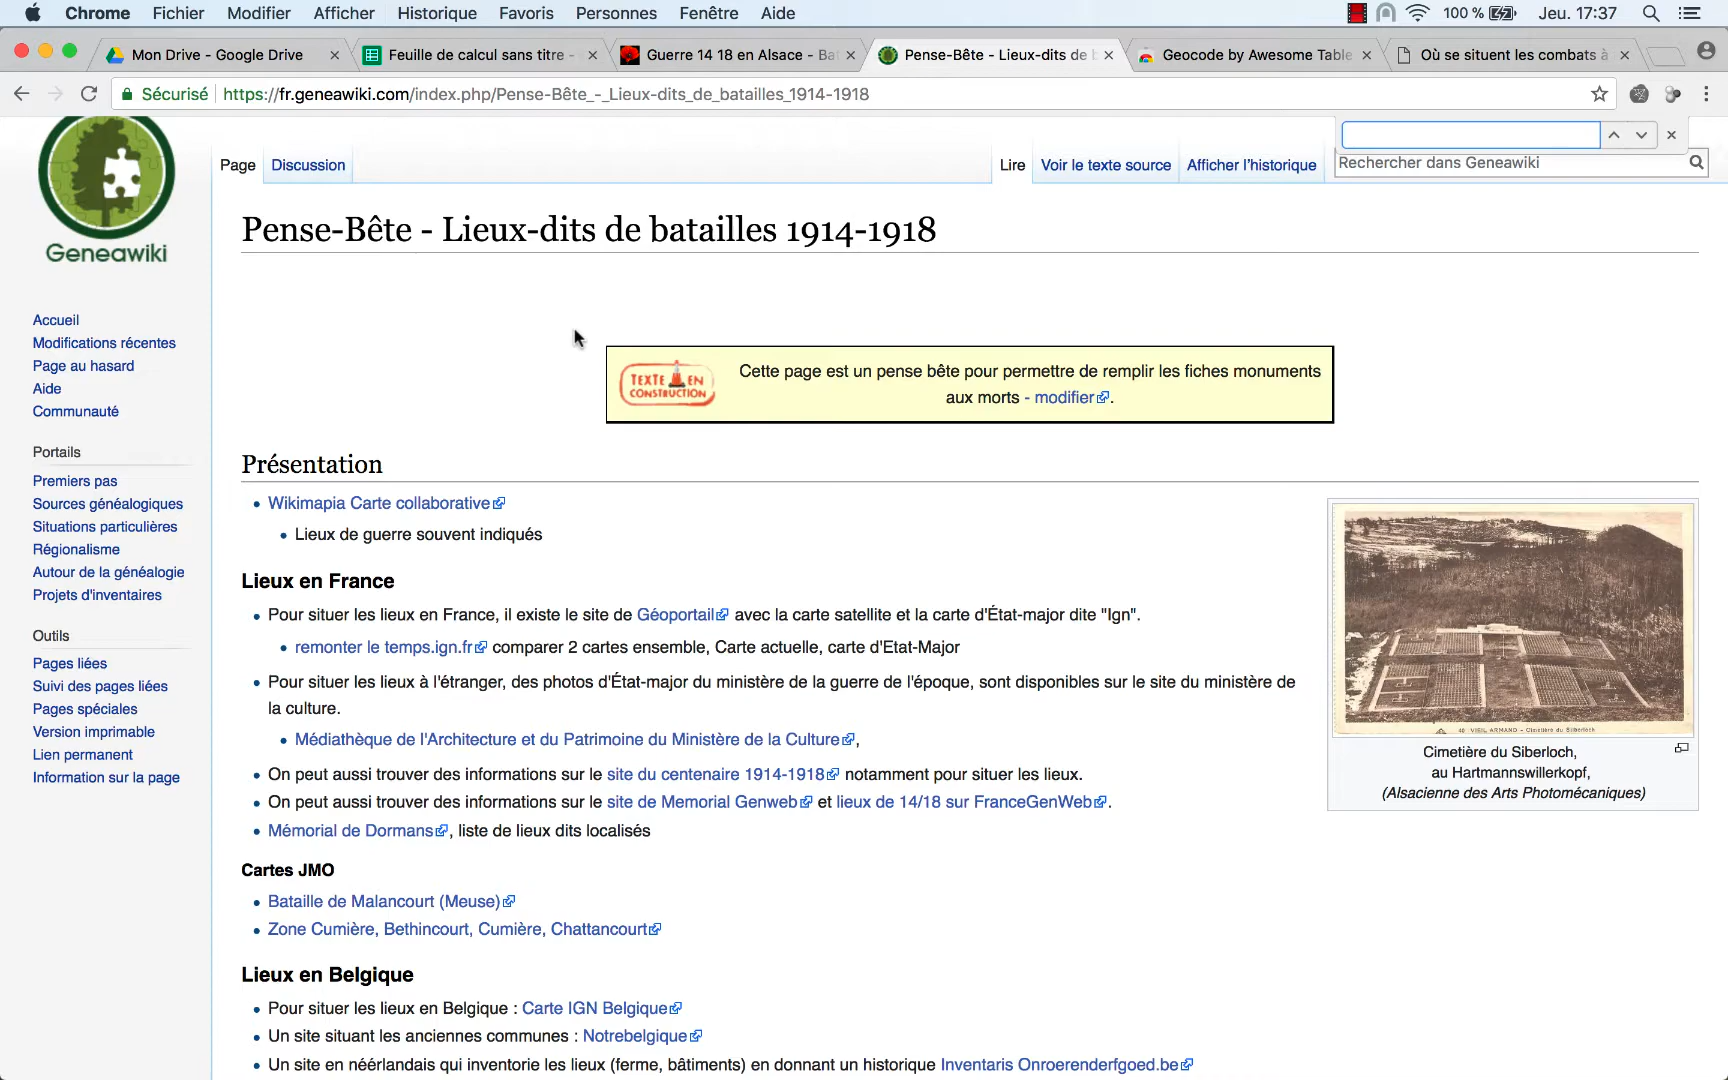 Chrome Fichier Modifier Afficher Historique Favoris Personnes Fenêtre Aide 100 % Jeu. 17:37
Mon Drive - Google Drive
Feuille de calcul sans titre -
Guerre 14 18 en Alsace - Bat
Pense-Bête - Lieux-dits de b
Geocode by Awesome Table
Où se situent les combats à
Sécurisé https://fr.geneawiki.com/index.php/Pense-Bête_-_Lieux-dits_de_batailles_1914-1918
Rechercher dans Geneawiki
Page Discussion Lire Voir le texte source Afficher l'historique
Geneawiki
Accueil
Modifications récentes
Page au hasard
Aide
Communauté
Portails
Premiers pas
Sources généalogiques
Situations particulières
Régionalisme
Autour de la généalogie
Projets d'inventaires
Outils
Pages liées
Suivi des pages liées
Pages spéciales
Version imprimable
Lien permanent
Information sur la page
Pense-Bête - Lieux-dits de batailles 1914-1918
TEXTE EN
CONSTRUCTION
Cette page est un pense bête pour permettre de remplir les fiches monuments
aux morts - modifier.
Présentation
Wikimapia Carte collaborative
Lieux de guerre souvent indiqués
Lieux en France
Pour situer les lieux en France, il existe le site de Géoportail avec la carte satellite et la carte d'État-major dite "Ign".
remonter le temps.ign.fr comparer 2 cartes ensemble, Carte actuelle, carte d'Etat-Major
Pour situer les lieux à l'étranger, des photos d'État-major du ministère de la guerre de l'époque, sont disponibles sur le site du ministère de
la culture.
Médiathèque de l'Architecture et du Patrimoine du Ministère de la Culture,
On peut aussi trouver des informations sur le site du centenaire 1914-1918 notamment pour situer les lieux.
On peut aussi trouver des informations sur le site de Memorial Genweb et lieux de 14/18 sur FranceGenWeb.
Mémorial de Dormans, liste de lieux dits localisés
Cartes JMO
Bataille de Malancourt (Meuse)
Zone Cumière, Bethincourt, Cumière, Chattancourt
Lieux en Belgique
Pour situer les lieux en Belgique : Carte IGN Belgique
Un site situant les anciennes communes : Notrebelgique
Un site en néérlandais qui inventorie les lieux (ferme, bâtiments) en donnant un historique Inventaris Onroerenderfgoed.be
40 VIEIL ARMAND - Cimetière du Silberloch
Cimetière du Siberloch,
au Hartmannswillerkopf,
(Alsacienne des Arts Photomécaniques)